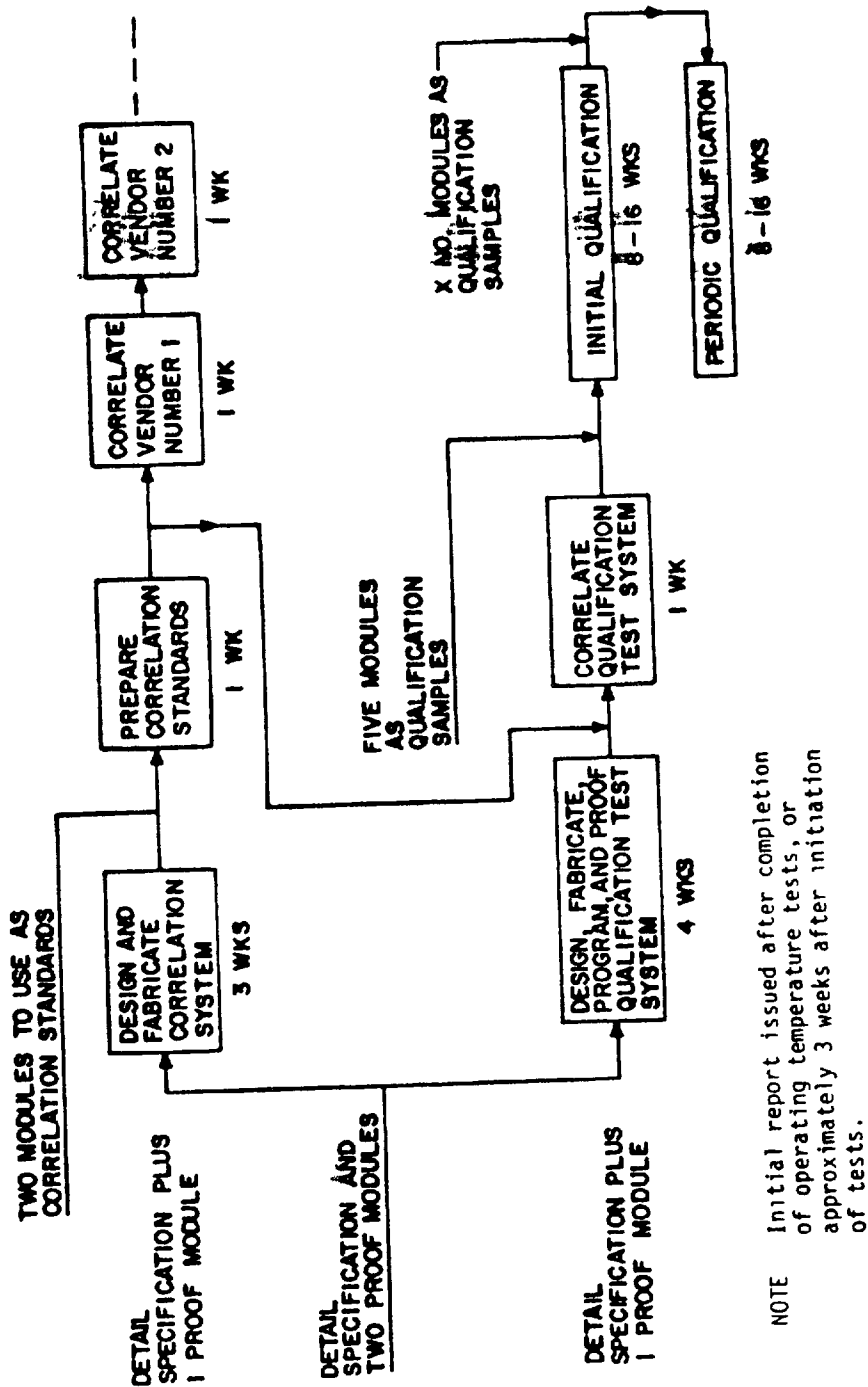 TWO MODULES TO USE AS
CORRELATION STANDARDS
DETAIL
SPECIFICATION PLUS
1 PROOF MODULE
DESIGN AND
FABRICATE
CORRELATION
SYSTEM
3 WKS
PREPARE
CORRELATION
STANDARDS
1 WK
CORRELATE
VENDOR
NUMBER 1
1 WK
CORRELATE
VENDOR
NUMBER 2
1 WK
DETAIL
SPECIFICATION AND
TWO PROOF MODULES
FIVE MODULES
AS
QUALIFICATION
SAMPLES
X NO. MODULES AS
QUALIFICATION
SAMPLES
DETAIL
SPECIFICATION PLUS
1 PROOF MODULE
DESIGN, FABRICATE,
PROGRAM, AND PROOF
QUALIFICATION TEST
SYSTEM
4 WKS
CORRELATE
QUALIFICATION
TEST SYSTEM
1 WK
INITIAL QUALIFICATION
8-16 WKS
PERIODIC QUALIFICATION
8-16 WKS
NOTE Initial report issued after completion
of operating temperature tests, or
approximately 3 weeks after initiation
of tests.